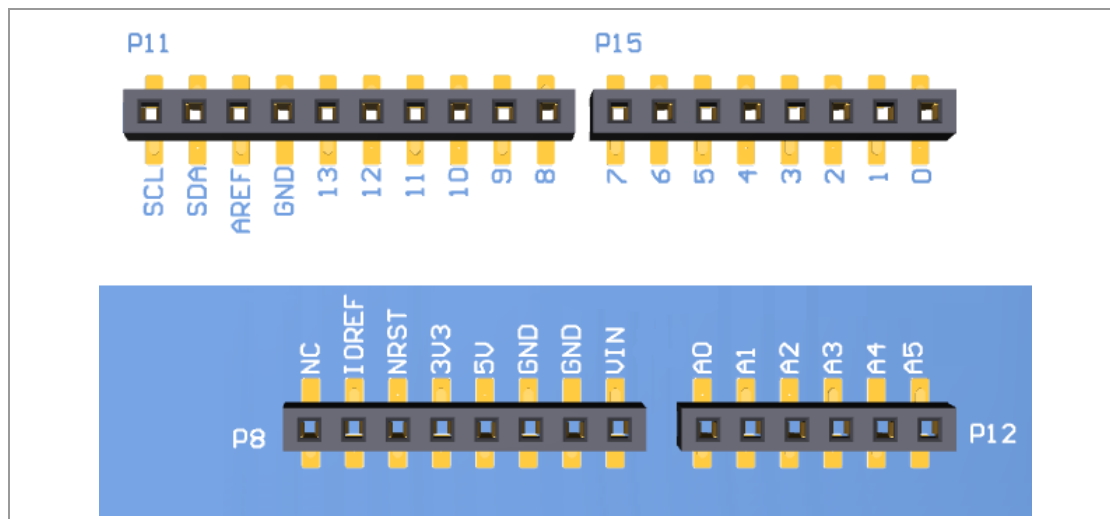 P11 P15
SCL SDA AREF GND 13 12 11 10 9 8 7 6 5 4 3 2 1 0
NC IOREF NRST 3V3 5V GND GND VIN A0 A1 A2 A3 A4 A5
P8 P12